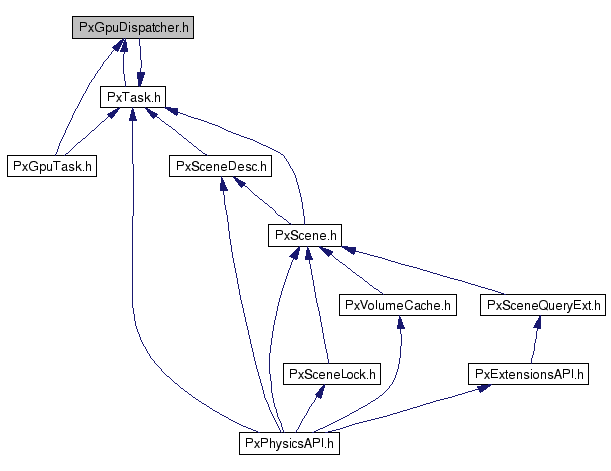 PxGpuDispatcher.h
PxTask.h
PxGpuTask.h
PxSceneDesc.h
PxScene.h
PxVolumeCache.h
PxSceneQueryExt.h
PxSceneLock.h
PxExtensionsAPI.h
PxPhysicsAPI.h